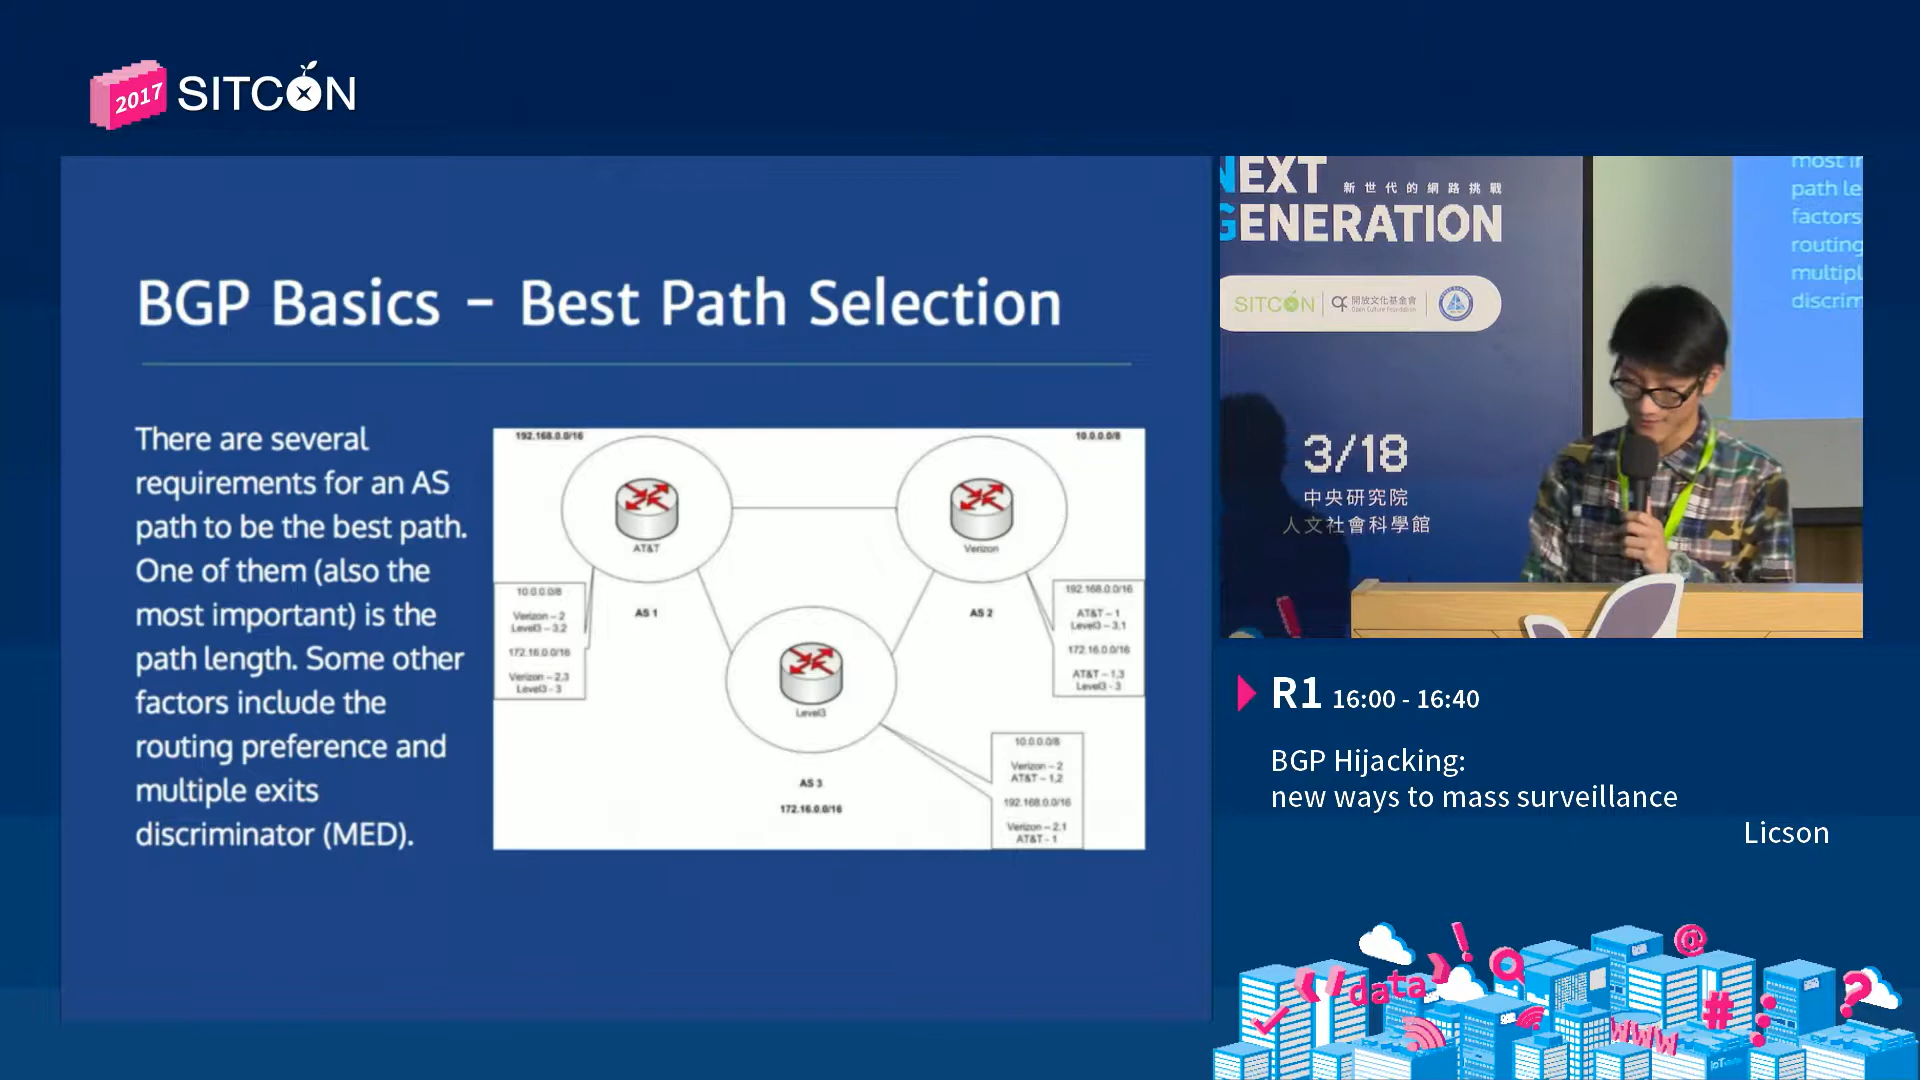 2017 SITCON
BGP Basics – Best Path Selection
There are several
requirements for an AS
path to be the best path.
One of them (also the
most important) is the
path length. Some other
factors include the
routing preference and
multiple exits
discriminator (MED).
192.168.0.0/16
10.0.0.0/8
AT&T
Verizon
10.0.0.0/8
Verizon – 2
Level3 – 3,2
172.16.0.0/16
Verizon – 2,3
Level3 - 3
AS 1
AS 2
192.168.0.0/16
AT&T – 1
Level3 – 3,1
172.16.0.0/16
AT&T – 1,3
Level3 - 3
Level3
AS 3
172.16.0.0/16
10.0.0.0/8
Verizon – 2
AT&T – 1,2
192.168.0.0/16
Verizon – 2,1
AT&T - 1
NEXT
新世代的網路挑戰
GENERATION
SITCON
開放文化基金會
Open Culture Foundation
3/18
中央研究院
人文社會科學館
most i
path le
factors
routing
multipl
discrim
R1 16:00 - 16:40
BGP Hijacking:
new ways to mass surveillance
Licson
data
@
#
www
IoT